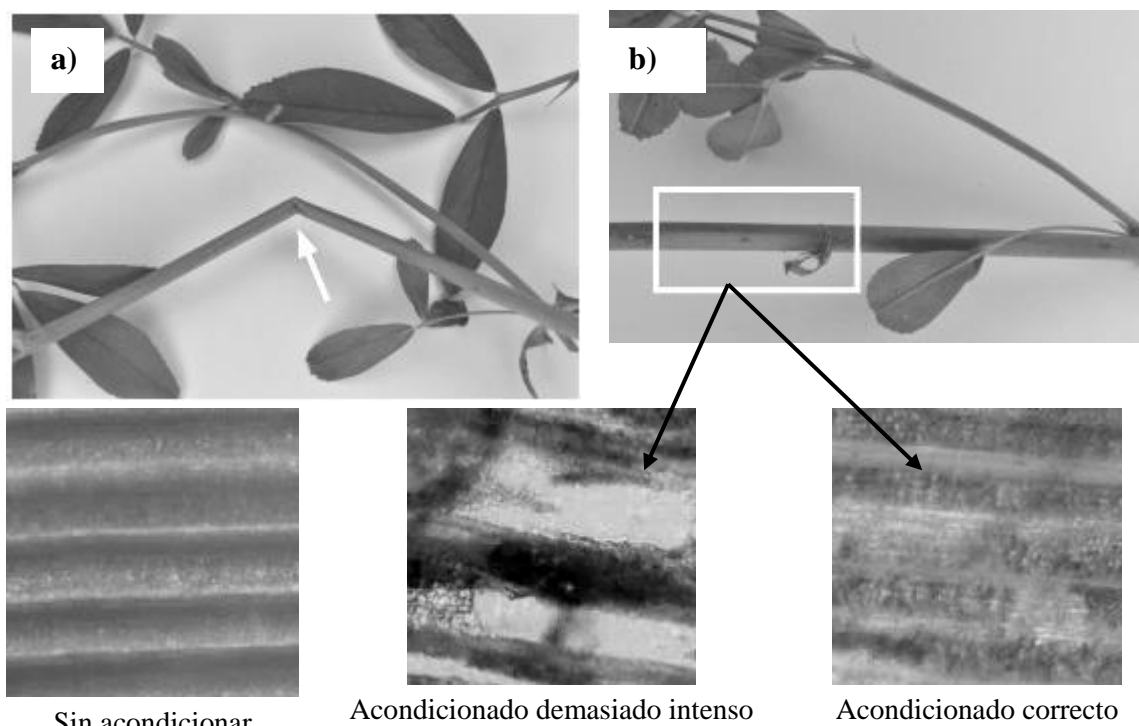 a)
b)
Sin acondicionar
Acondicionado demasiado intenso
Acondicionado correcto